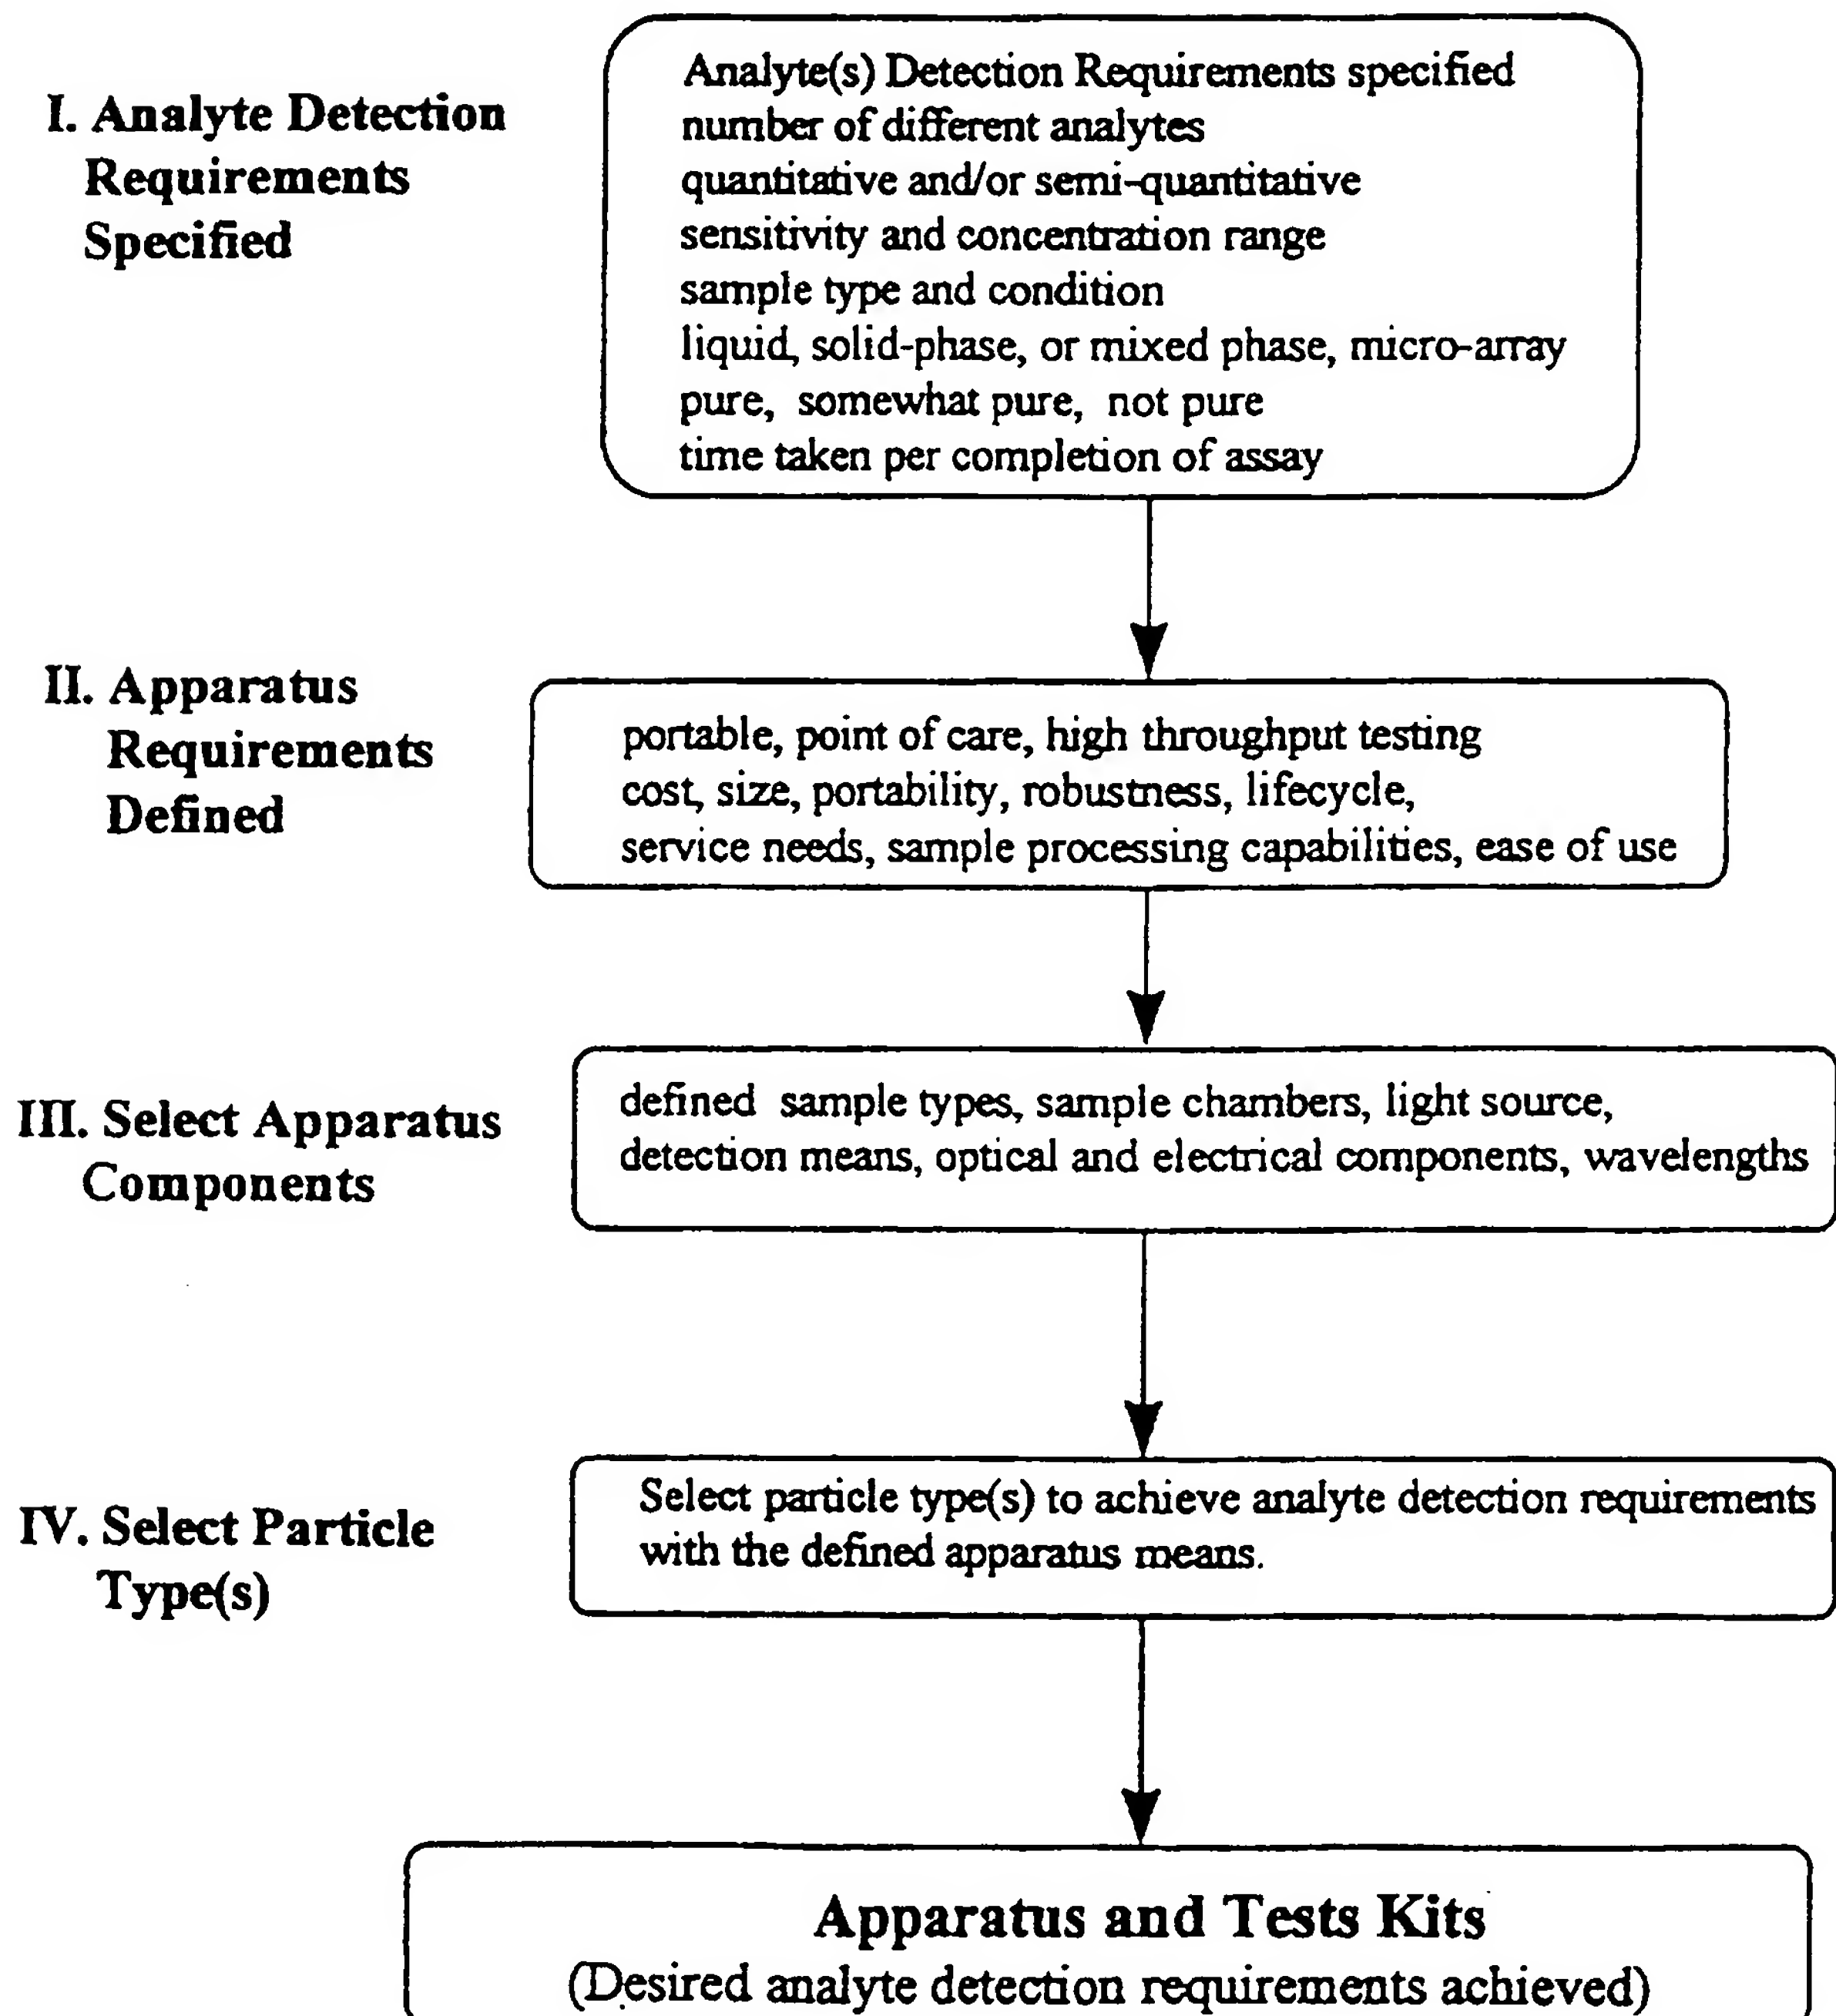 I. Analyte Detection
Requirements
Specified
Analyte(s) Detection Requirements specified
number of different analytes
quantitative and/or semi-quantitative
sensitivity and concentration range
sample type and condition
liquid, solid-phase, or mixed phase, micro-array
pure, somewhat pure, not pure
time taken per completion of assay
II. Apparatus
Requirements
Defined
portable, point of care, high throughput testing
cost, size, portability, robustness, lifecycle,
service needs, sample processing capabilities, ease of use
III. Select Apparatus
Components
defined sample types, sample chambers, light source,
detection means, optical and electrical components, wavelengths
IV. Select Particle
Type(s)
Select particle type(s) to achieve analyte detection requirements
with the defined apparatus means.
Apparatus and Tests Kits
(Desired analyte detection requirements achieved)